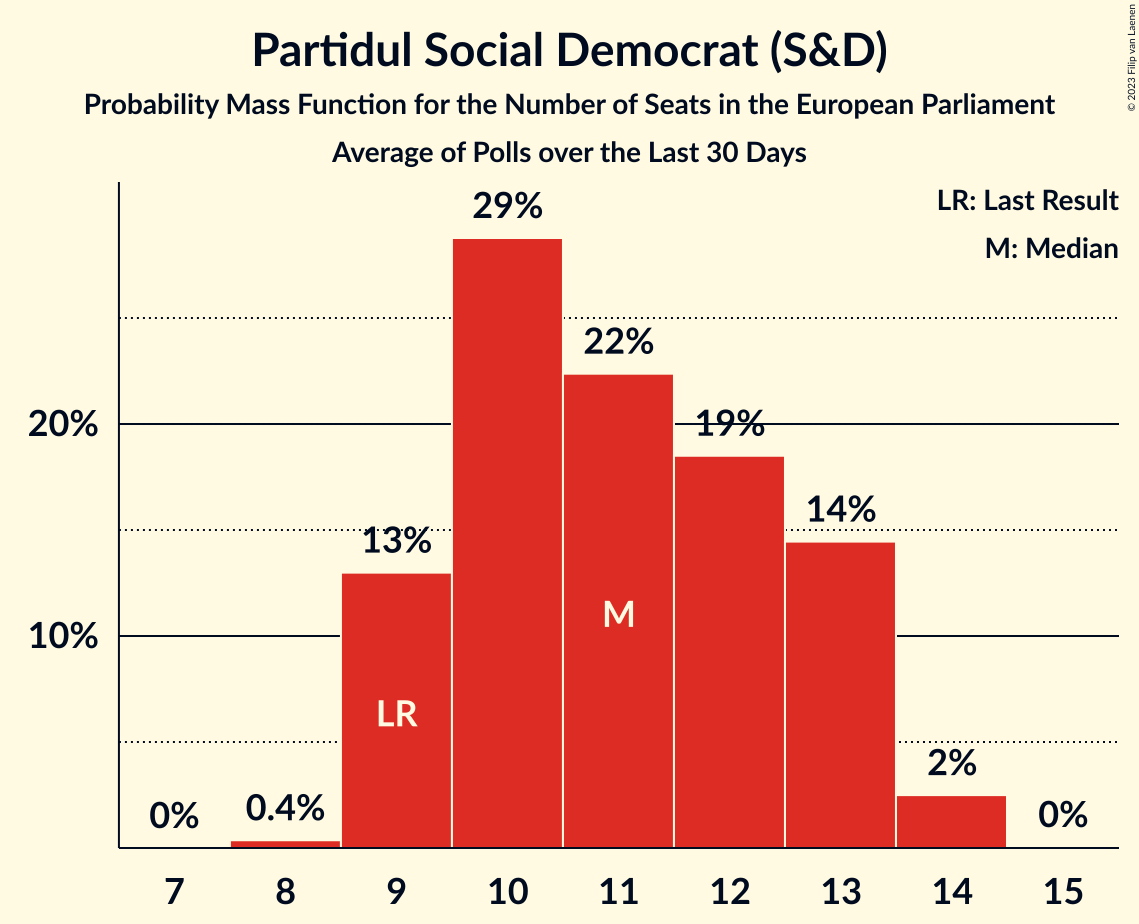 Partidul Social Democrat (S&D)
Probability Mass Function for the Number of Seats in the European Parliament
Average of Polls over the Last 30 Days
© 2023 Filip van Laenen
LR: Last Result
M: Median
29%
22%
20%
19%
14%
13%
10%
M
LR
2%
0%
0.4%
0%
7 8 9 10 11 12 13 14 15